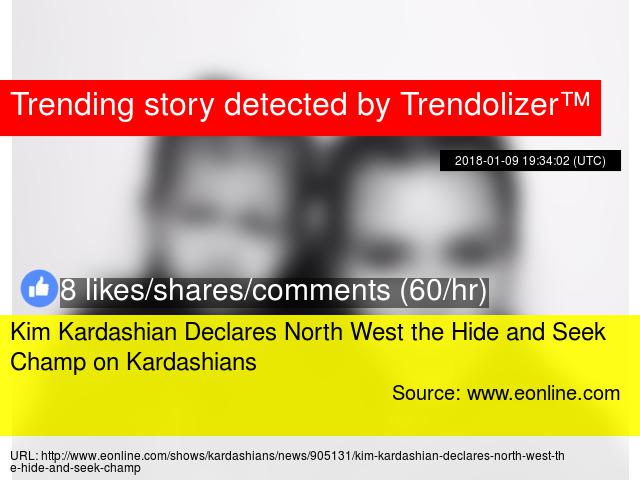 Trending story detected by Trendolizer™
2018-01-09 19:34:02 (UTC)
8 likes/shares/comments (60/hr)
Kim Kardashian Declares North West the Hide and Seek
Champ on Kardashians
Source: www.eonline.com
URL: http://www.eonline.com/shows/kardashians/news/905131/kim-kardashian-declares-north-west-th
e-hide-and-seek-champ